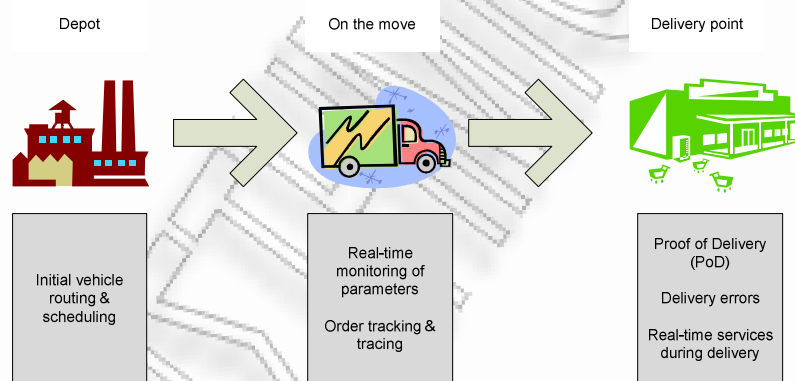 Depot
On the move
Delivery point
Initial vehicle
routing &
scheduling
Real-time
monitoring of
parameters
Order tracking &
tracing
Proof of Delivery
(PoD)
Delivery errors
Real-time services
during delivery